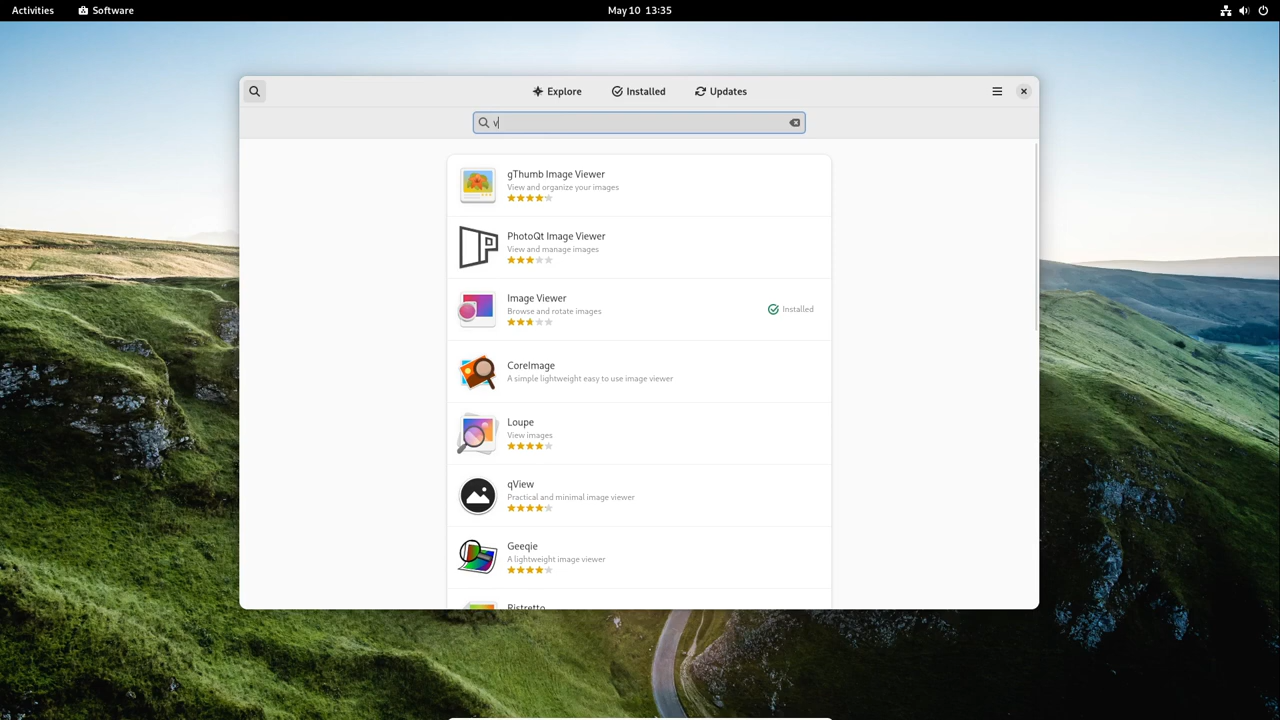 Activities
Software
May 10 13:35
Explore
Installed
Updates
v
gThumb Image Viewer
View and organize your images
PhotoQt Image Viewer
View and manage images
Image Viewer
Browse and rotate images
Installed
CoreImage
A simple lightweight easy to use image viewer
Loupe
View images
qView
Practical and minimal image viewer
Geeqie
A lightweight image viewer
Ristretto